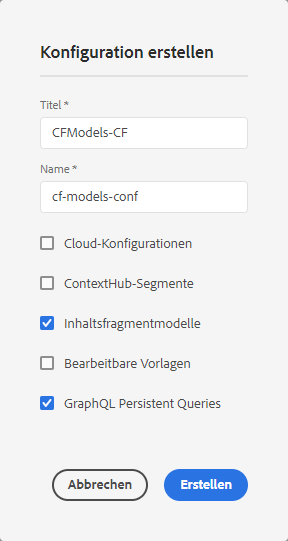 Konfiguration erstellen
Titel *
CFModels-CF
Name *
cf-models-conf
Cloud-Konfigurationen
ContextHub-Segmente
Inhaltsfragmentmodelle
Bearbeitbare Vorlagen
GraphQL Persistent Queries
Abbrechen Erstellen